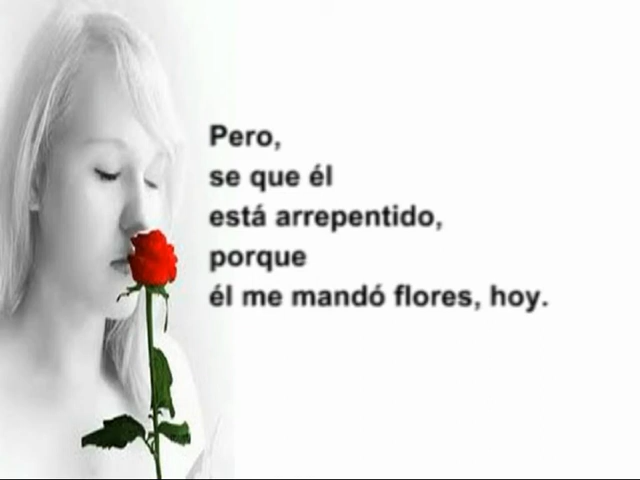 Pero,
se que él
está arrepentido,
porque
él me mandó flores, hoy.